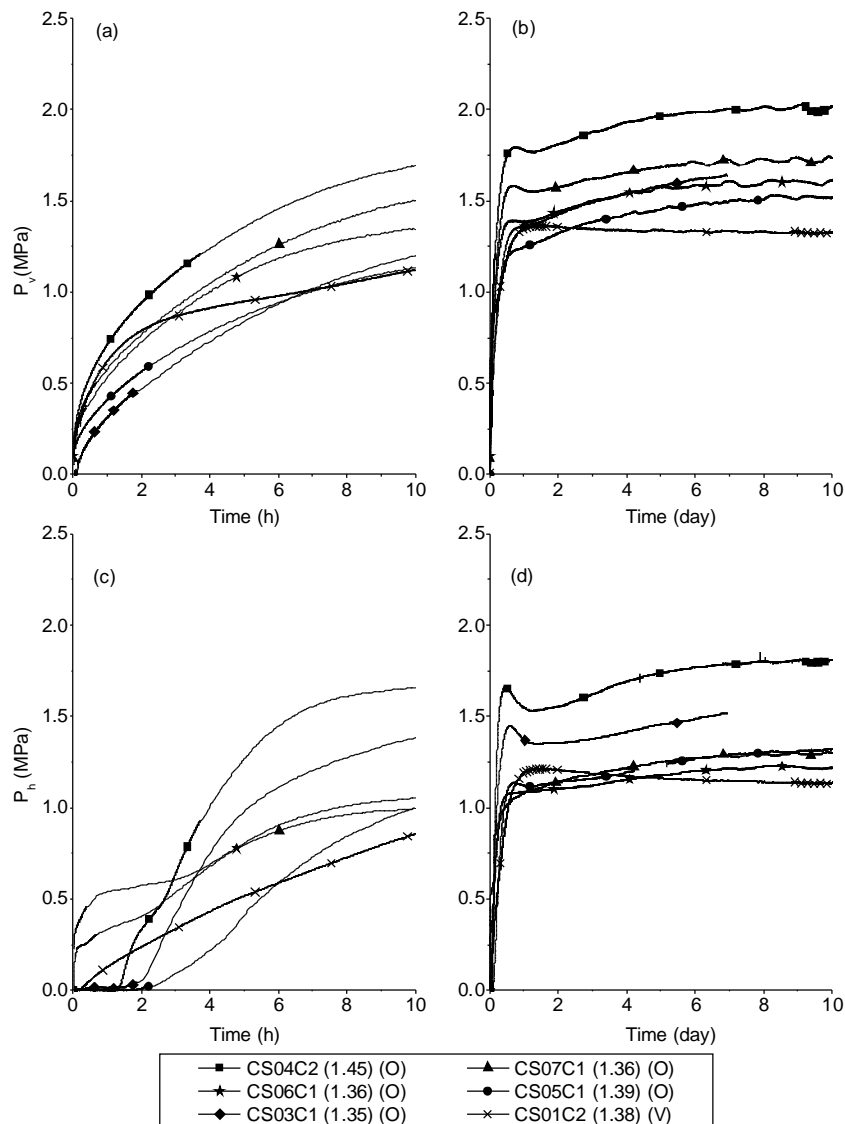 (a)
(b)
2.5
2.0
1.5
1.0
0.5
0.0
P_v (MPa)
0 2 4 6 8 10
Time (h)
2.5
2.0
1.5
1.0
0.5
0.0
0 2 4 6 8 10
Time (day)
(c)
(d)
2.5
2.0
1.5
1.0
0.5
0.0
P_h (MPa)
0 2 4 6 8 10
Time (h)
2.5
2.0
1.5
1.0
0.5
0.0
0 2 4 6 8 10
Time (day)
CS04C2 (1.45) (O)
CS07C1 (1.36) (O)
CS06C1 (1.36) (O)
CS05C1 (1.39) (O)
CS03C1 (1.35) (O)
CS01C2 (1.38) (V)